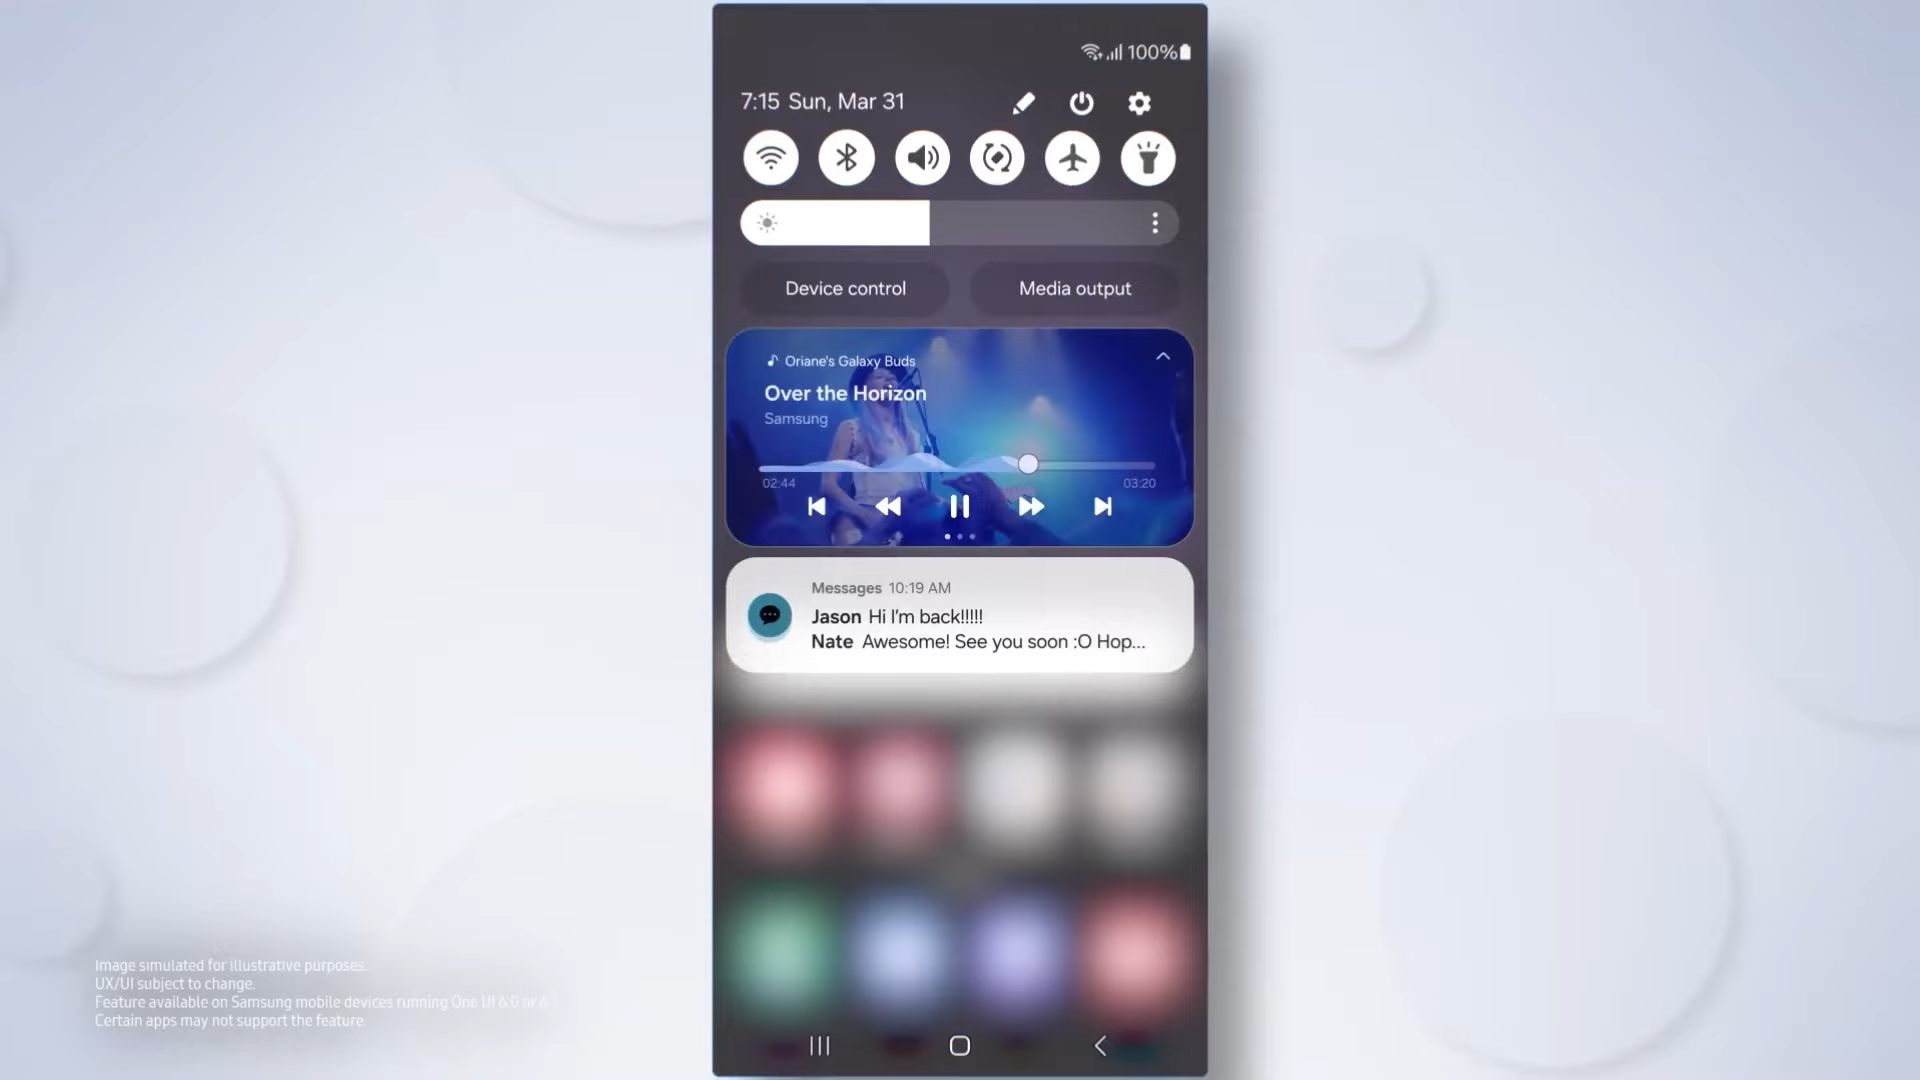 100%
7:15 Sun, Mar 31
Device control
Media output
Oriane's Galaxy Buds
Over the Horizon
Samsung
02:44
03:20
Messages 10:19 AM
Jason Hi I'm back!!!!!
Nate Awesome! See you soon :O Hop...
Image simulated for illustrative purposes.
UX/UI subject to change.
Feature available on Samsung mobile devices running One UI 6.0 or
Certain apps may not support the feature.